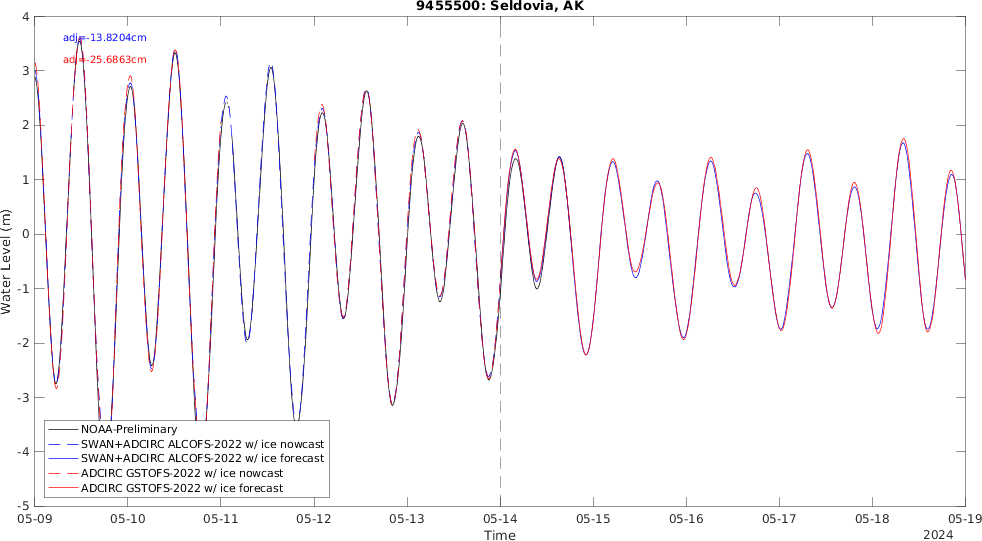 9455500: Seldovia, AK
adj=-13.8204cm
adj=-25.6863cm
4
3
2
1
0
-1
-2
-3
-4
-5
Water Level (m)
NOAA-Preliminary
SWAN+ADCIRC ALCOFS-2022 w/ ice nowcast
SWAN+ADCIRC ALCOFS-2022 w/ ice forecast
ADCIRC GSTOFS-2022 w/ ice nowcast
ADCIRC GSTOFS-2022 w/ ice forecast
05-09 05-10 05-11 05-12 05-13 05-14 05-15 05-16 05-17 05-18 05-19
Time
2024